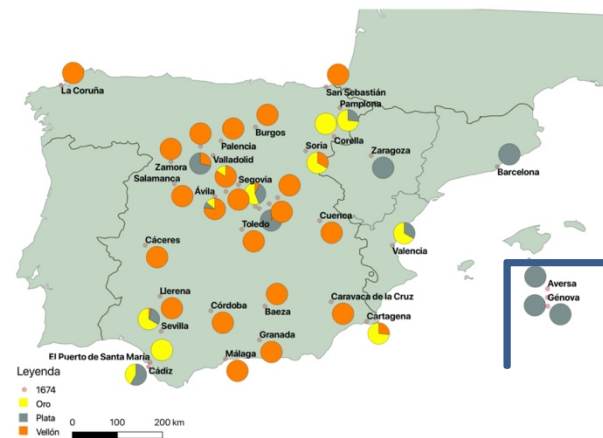 La Coruña
San Sebastián
Pamplona
Burgos
Palencia
Corella
Soria
Zaragoza
Valladolid
Zamora
Barcelona
Salamanca
Segovia
Ávila
Toledo
Cuenca
Valencia
Cáceres
Aversa
Génova
Llerena
Córdoba
Baeza
Caravaca de la Cruz
Cartagena
Sevilla
Granada
El Puerto de Santa María
Málaga
Cádiz
Leyenda
1674
Oro
Plata
Vellón
0 100 200 km